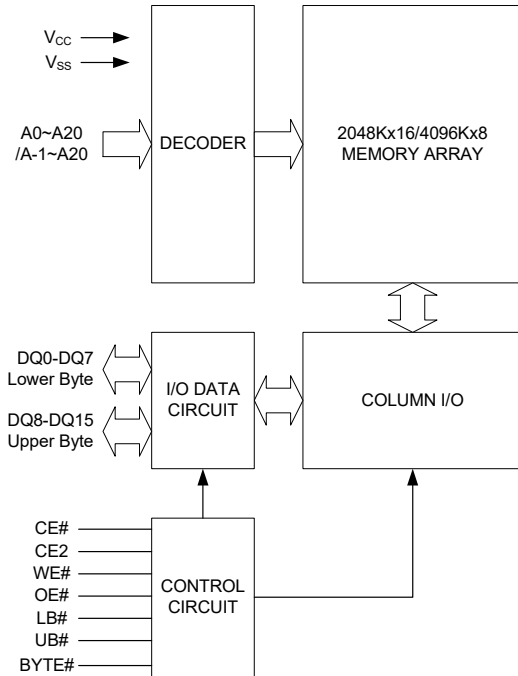 VCC
VSS
A0~A20
/A-1~A20
DECODER
2048Kx16/4096Kx8
MEMORY ARRAY
DQ0-DQ7
Lower Byte
DQ8-DQ15
Upper Byte
I/O DATA
CIRCUIT
COLUMN I/O
CE#
CE2
WE#
OE#
LB#
UB#
BYTE#
CONTROL
CIRCUIT